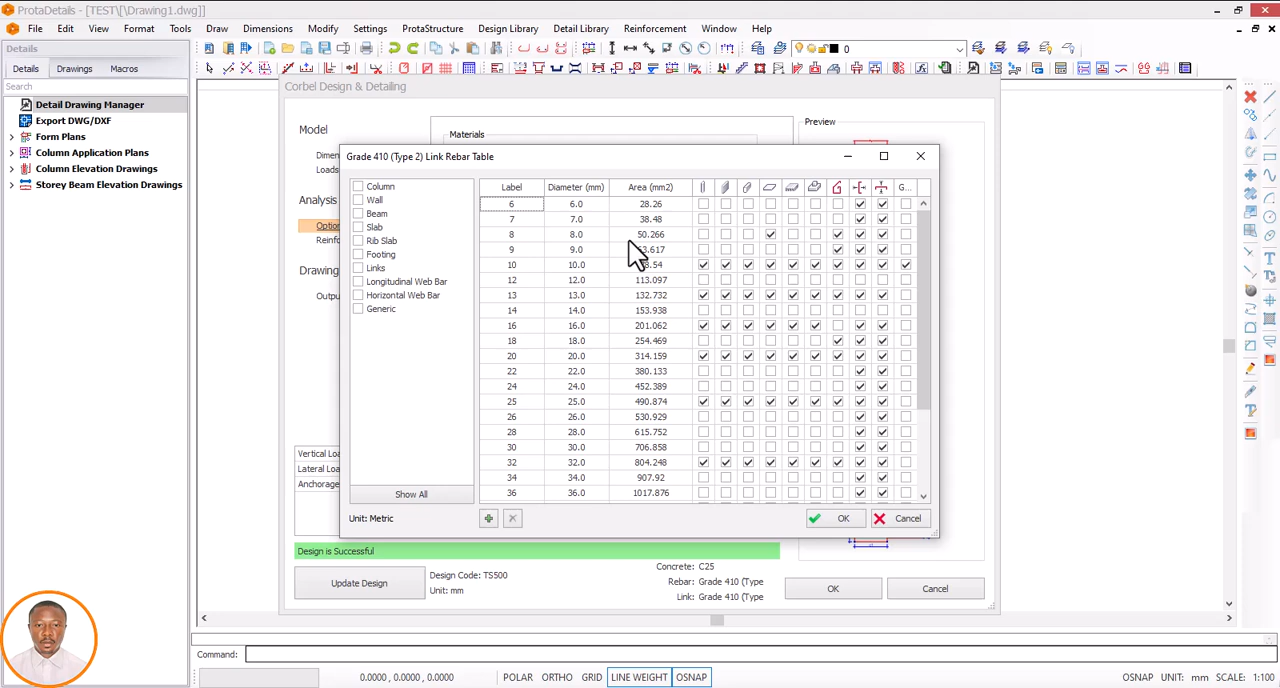 ProtaDetails - [TEST\[\Drawing1.dwg]]
File Edit View Format Tools Draw Dimensions Modify Settings ProtaStructure Design Library Detail Library Reinforcement Window Help
Details
0
Details Drawings Macros
Search
Detail Drawing Manager
Export DWG/DXF
Form Plans
Column Application Plans
Column Elevation Drawings
Storey Beam Elevation Drawings
Corbel Design & Detailing
Model
Materials
Preview
Loads
Analysis
Drawing
Grade 410 (Type 2) Link Rebar Table
Column
Wall
Beam
Slab
Rib Slab
Footing
Links
Longitudinal Web Bar
Horizontal Web Bar
Generic
Show All
Label Diameter (mm) Area (mm2) G...
6 6.0 28.26
7 7.0 38.48
8 8.0 50.266
9 9.0
10 10.0
12 12.0 113.097
13 13.0 132.732
14 14.0 153.938
16 16.0 201.062
18 18.0 254.469
20 20.0 314.159
22 22.0 380.133
24 24.0 452.389
25 25.0 490.874
26 26.0 530.929
28 28.0 615.752
30 30.0 706.858
32 32.0 804.248
34 34.0 907.92
36 36.0 1017.876
Unit: Metric OK Cancel
Design is Successful
Update Design
Design Code: TS500
Unit: mm
Concrete: C25
Rebar: Grade 410 (Type
Link: Grade 410 (Type
OK Cancel
Command:
0.0000 , 0.0000 , 0.0000 POLAR ORTHO GRID LINE WEIGHT OSNAP OSNAP UNIT: mm SCALE: 1:100